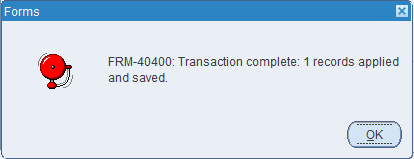 Forms
FRM-40400: Transaction complete: 1 records applied
and saved.
OK